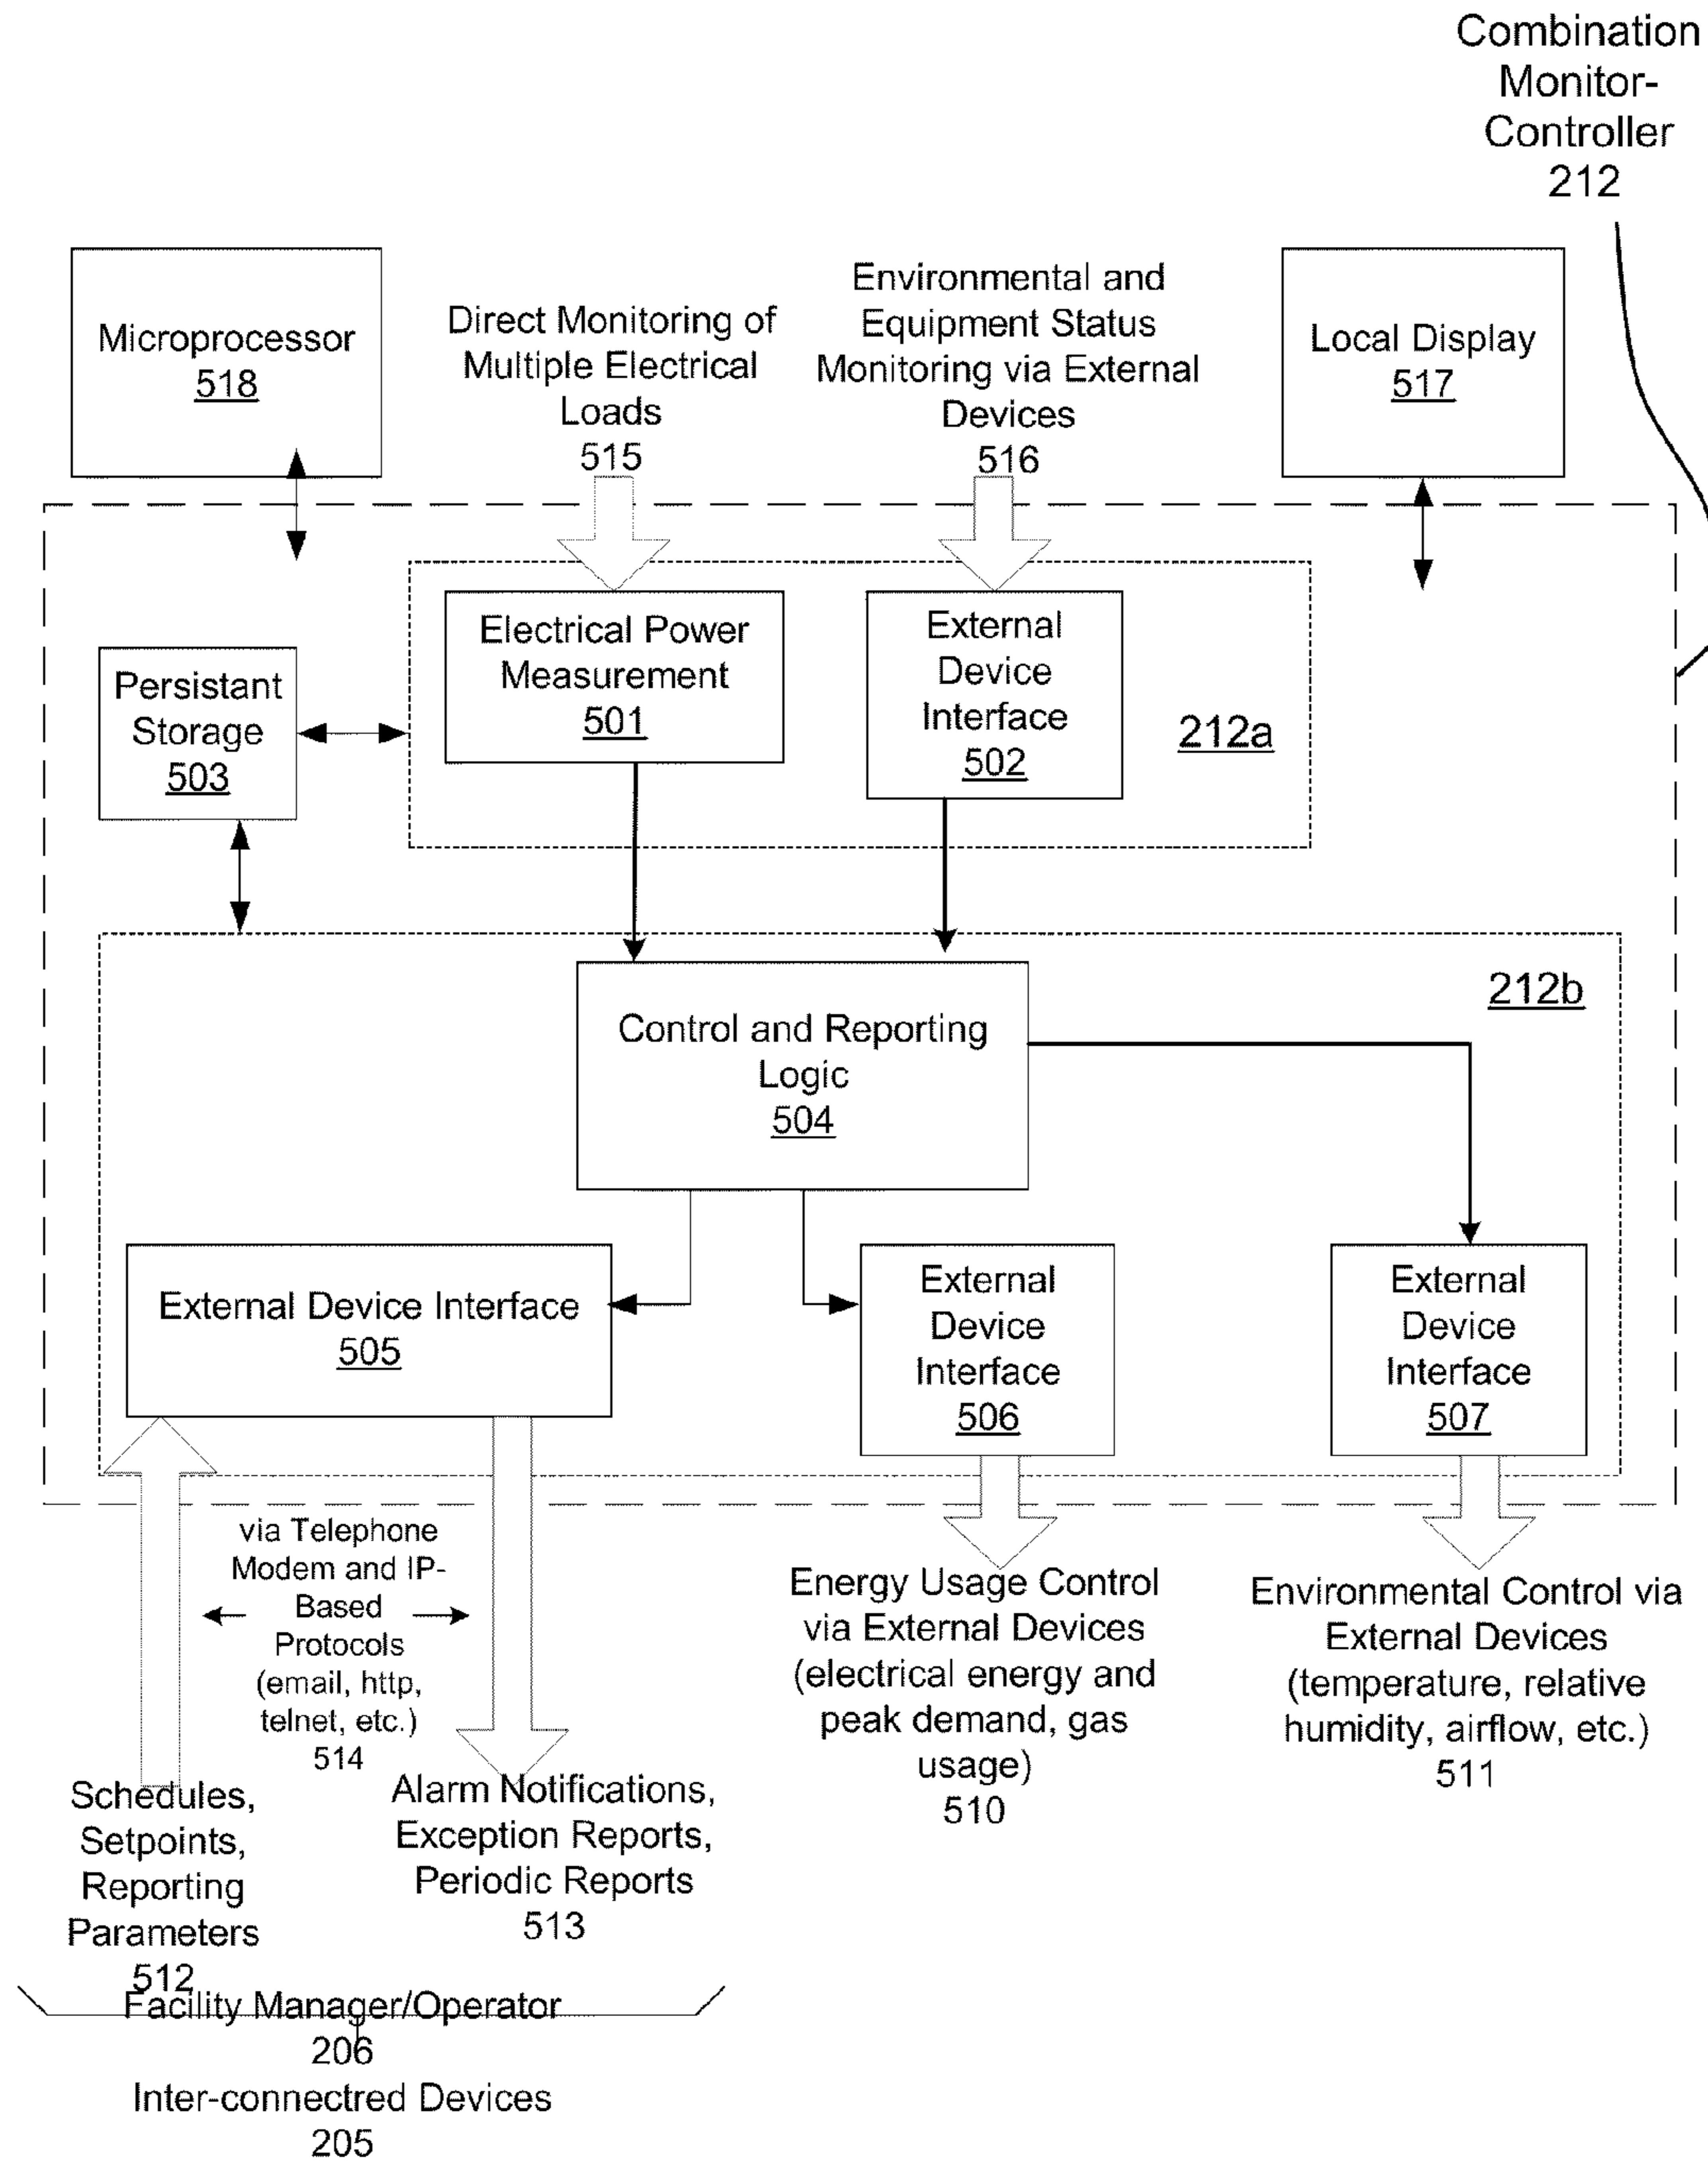 Combination
Monitor-
Controller
212
Microprocessor
518
Direct Monitoring of
Multiple Electrical
Loads
515
Environmental and
Equipment Status
Monitoring via External
Devices
516
Local Display
517
Persistant
Storage
503
Electrical Power
Measurement
501
External
Device
Interface
502
212a
212b
Control and Reporting
Logic
504
External Device Interface
505
External
Device
Interface
506
External
Device
Interface
507
via Telephone
Modem and IP-
Based
Protocols
(email, http,
telnet, etc.)
514
Schedules,
Setpoints,
Reporting
Parameters
512
Alarm Notifications,
Exception Reports,
Periodic Reports
513
Energy Usage Control
via External Devices
(electrical energy and
peak demand, gas
usage)
510
Environmental Control via
External Devices
(temperature, relative
humidity, airflow, etc.)
511
Facility Manager/Operator
206
Inter-connectred Devices
205